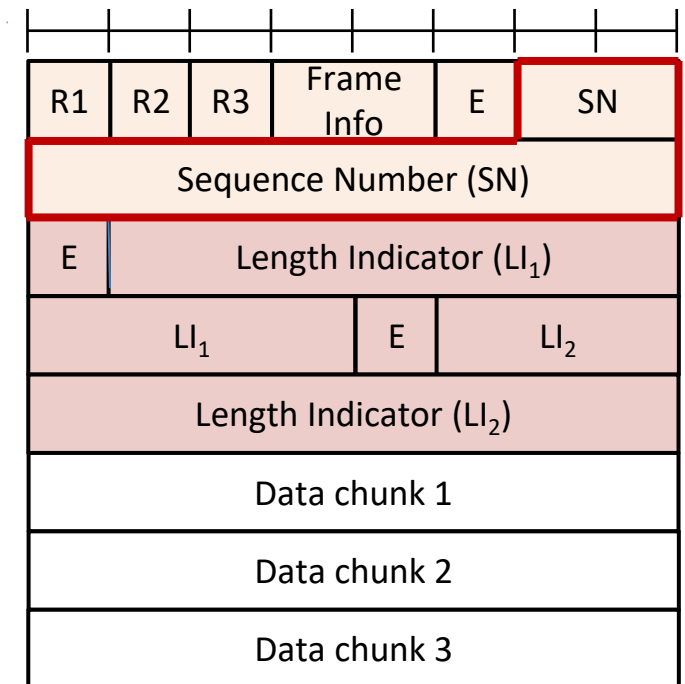 R1 R2 R3 Frame Info E SN
Sequence Number (SN)
E Length Indicator (LI₁)
LI₁ E LI₂
Length Indicator (LI₂)
Data chunk 1
Data chunk 2
Data chunk 3